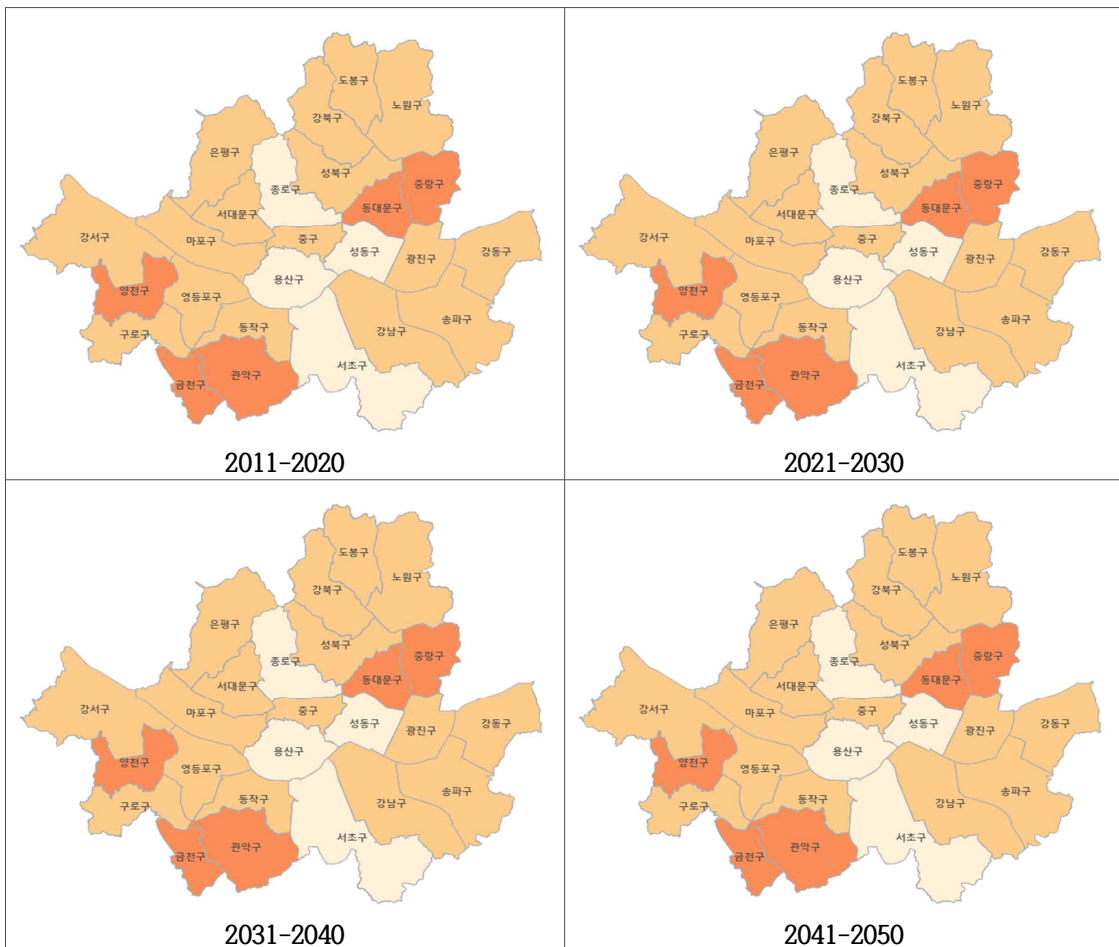 도봉구
노원구
강북구
은평구
성북구
중랑구
종로구
동대문구
서대문구
강서구
마포구
중구
성동구
광진구
강동구
용산구
양천구
영등포구
송파구
구로구
동작구
강남구
서초구
금천구
관악구
2011-2020
도봉구
노원구
강북구
은평구
성북구
중랑구
종로구
동대문구
서대문구
강서구
마포구
중구
성동구
광진구
강동구
용산구
양천구
영등포구
송파구
구로구
동작구
강남구
서초구
금천구
관악구
2021-2030
도봉구
노원구
강북구
은평구
성북구
중랑구
종로구
동대문구
서대문구
강서구
마포구
중구
성동구
광진구
강동구
용산구
양천구
영등포구
송파구
구로구
동작구
강남구
서초구
금천구
관악구
2031-2040
도봉구
노원구
강북구
은평구
성북구
중랑구
종로구
동대문구
서대문구
강서구
마포구
중구
성동구
광진구
강동구
용산구
양천구
영등포구
송파구
구로구
동작구
강남구
서초구
금천구
관악구
2041-2050